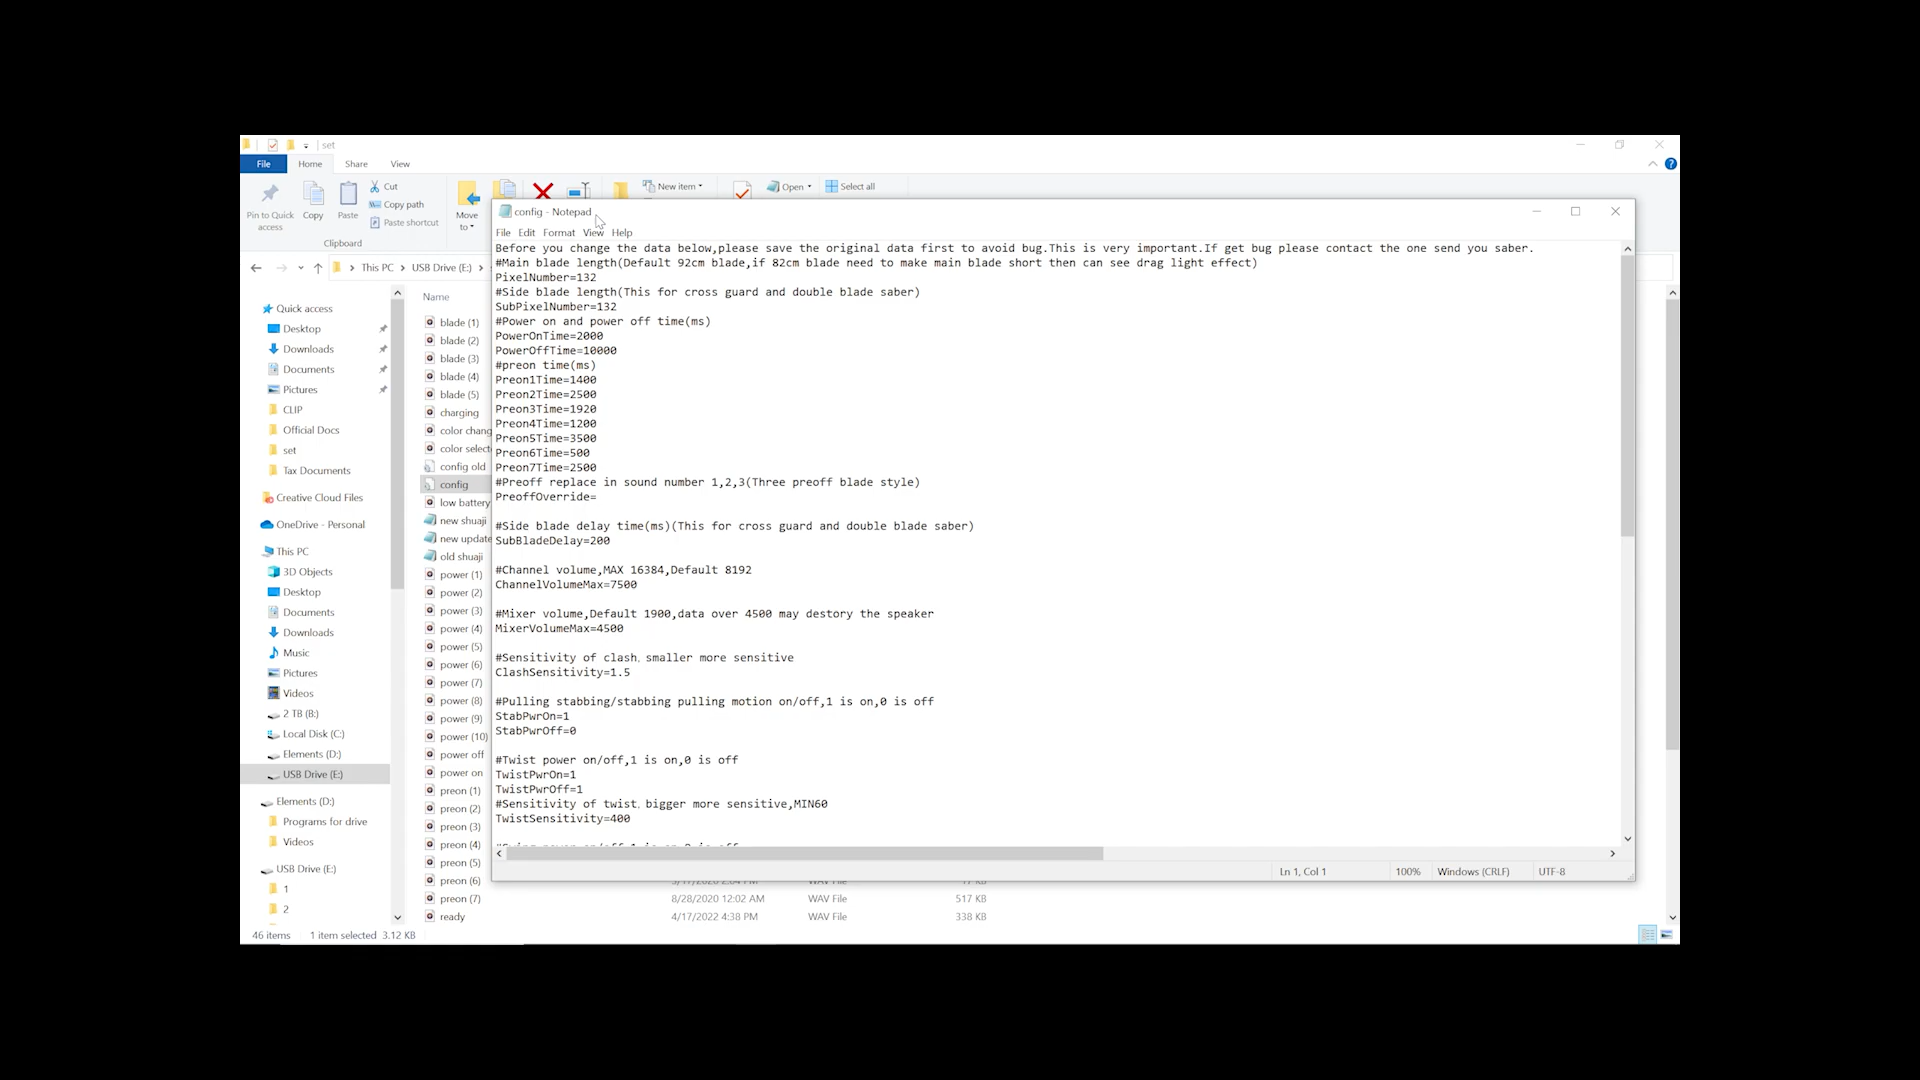 set
File Home Share View
Pin to Quick access
Copy
Paste
Cut
Copy path
Paste shortcut
Move to
New item
Open
Select all
Clipboard
This PC > USB Drive (E:) >
config - Notepad
File Edit Format View Help
Before you change the data below,please save the original data first to avoid bug.This is very important.If get bug please contact the one send you saber.
#Main blade length(Default 92cm blade,if 82cm blade need to make main blade short then can see drag light effect)
PixelNumber=132
#Side blade length(This for cross guard and double blade saber)
SubPixelNumber=132
#Power on and power off time(ms)
PowerOnTime=2000
PowerOffTime=10000
#preon time(ms)
Preon1Time=1400
Preon2Time=2500
Preon3Time=1920
Preon4Time=1200
Preon5Time=3500
Preon6Time=500
Preon7Time=2500
#Preoff replace in sound number 1,2,3(Three preoff blade style)
PreoffOverride=
#Side blade delay time(ms)(This for cross guard and double blade saber)
SubBladeDelay=200
#Channel volume,MAX 16384,Default 8192
ChannelVolumeMax=7500
#Mixer volume,Default 1900,data over 4500 may destory the speaker
MixerVolumeMax=4500
#Sensitivity of clash, smaller more sensitive
ClashSensitivity=1.5
#Pulling stabbing/stabbing pulling motion on/off,1 is on,0 is off
StabPwrOn=1
StabPwrOff=0
#Twist power on/off,1 is on,0 is off
TwistPwrOn=1
TwistPwrOff=1
#Sensitivity of twist, bigger more sensitive,MIN60
TwistSensitivity=400
Ln 1, Col 1 100% Windows (CRLF) UTF-8
Quick access
Desktop
Downloads
Documents
Pictures
CLIP
Official Docs
set
Tax Documents
Creative Cloud Files
OneDrive - Personal
This PC
3D Objects
Desktop
Documents
Downloads
Music
Pictures
Videos
2 TB (B:)
Local Disk (C:)
Elements (D:)
USB Drive (E:)
Elements (D:)
Programs for drive
Videos
USB Drive (E:)
1
2
Name
blade (1)
blade (2)
blade (3)
blade (4)
blade (5)
charging
color chang
color select
config old
config
low battery
new shuaji
new update
old shuaji
power (1)
power (2)
power (3)
power (4)
power (5)
power (6)
power (7)
power (8)
power (9)
power (10)
power off
power on
preon (1)
preon (2)
preon (3)
preon (4)
preon (5)
preon (6)
preon (7) 8/28/2020 12:02 AM WAV File 517 KB
ready 4/17/2022 4:38 PM WAV File 338 KB
46 items 1 item selected 3.12 KB